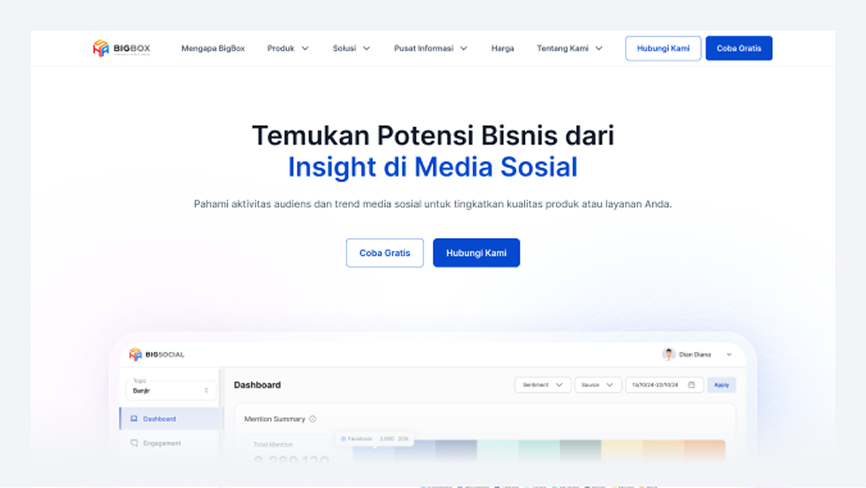 BIGBOX Mengapa BigBox Produk Solusi Pusat Informasi Harga Tentang Kami Hubungi Kami Coba Gratis
Temukan Potensi Bisnis dari
Insight di Media Sosial
Pahami aktivitas audiens dan trend media sosial untuk tingkatkan kualitas produk atau layanan Anda.
Coba Gratis Hubungi Kami
BIGSOCIAL Dian Diana
Topic
Banjir
Dashboard Sentiment Source 15/10/24-22/10/24 Apply
Dashboard
Mention Summary
Engagement
Facebook 2.980 20%
Total Mention